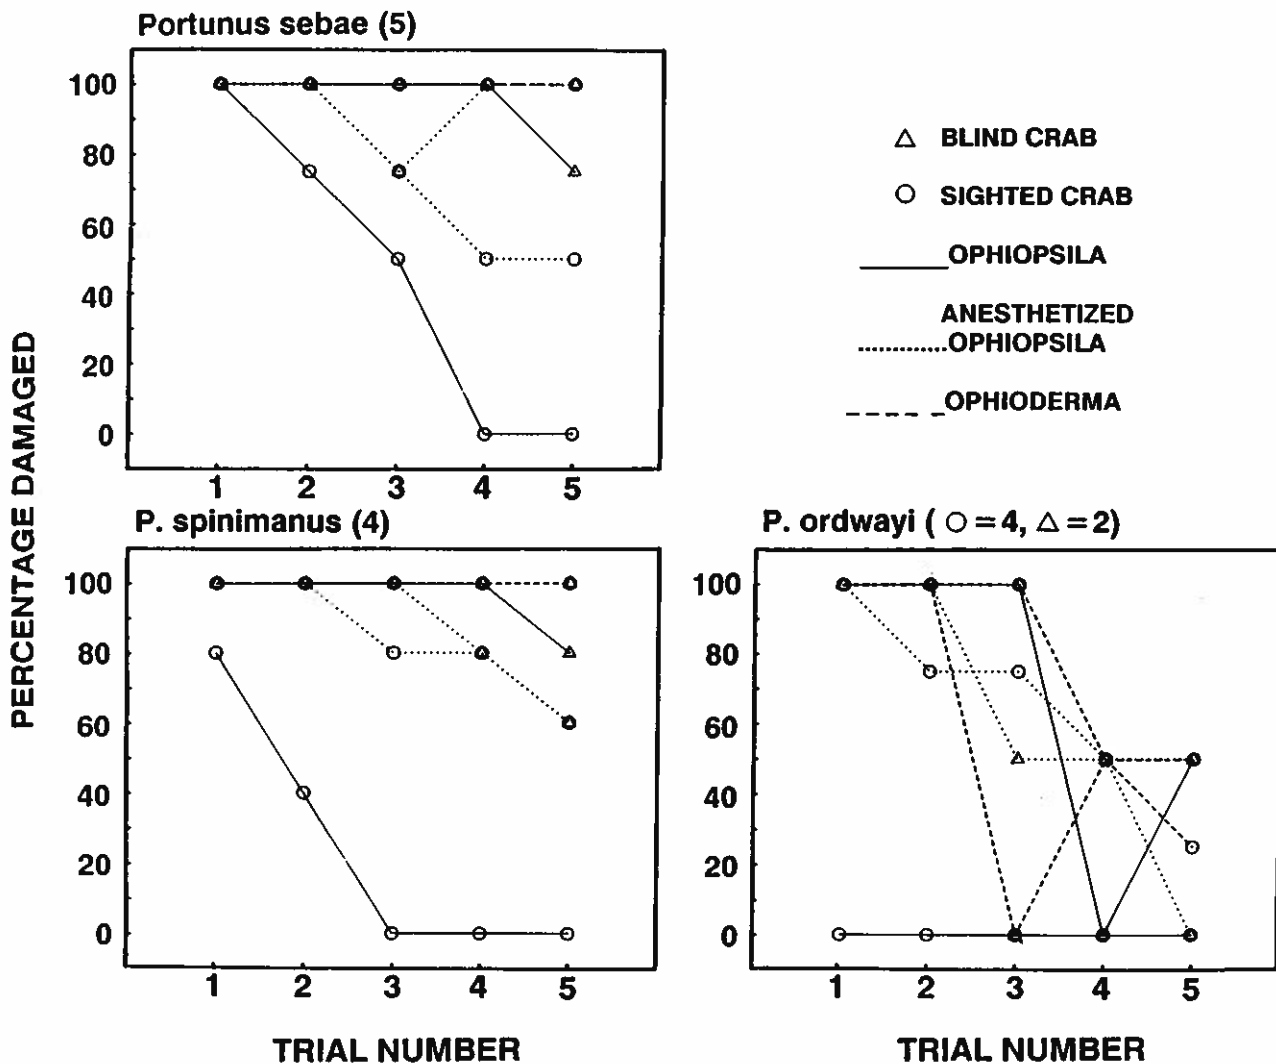 Portunus sebae (5)
100
80
60
40
20
0
1 2 3 4 5
△ BLIND CRAB
○ SIGHTED CRAB
OPHIOPSILA
ANESTHETIZED
OPHIOPSILA
OPHIODERMA
PERCENTAGE DAMAGED
P. spinimanus (4)
100
80
60
40
20
0
1 2 3 4 5
TRIAL NUMBER
P. ordwayi ( ○ = 4, △ = 2)
100
80
60
40
20
0
1 2 3 4 5
TRIAL NUMBER